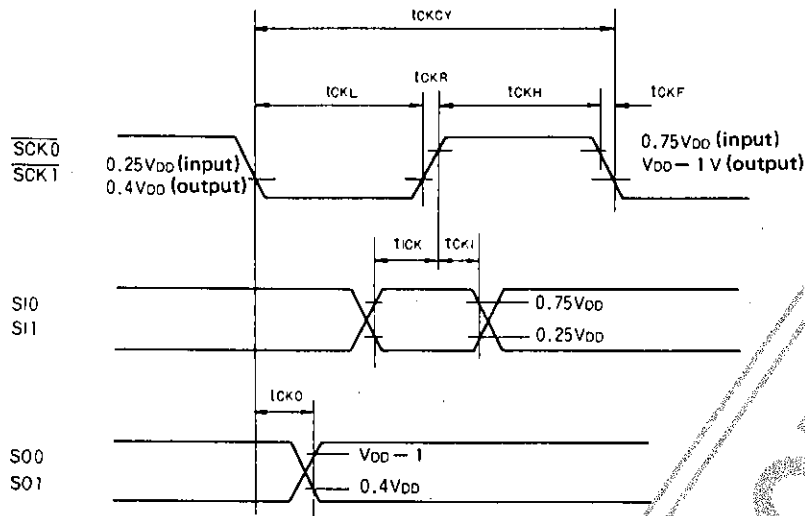 tCKCY
tCKR
tCKL
tCKH
tCKF
SCK0
SCK1
0.25VDD (input)
0.4VDD (output)
0.75VDD (input)
VDD-1V (output)
tICK
tCKI
SI0
SI1
0.75VDD
0.25VDD
tCKO
SO0
SO1
VDD-1
0.4VDD